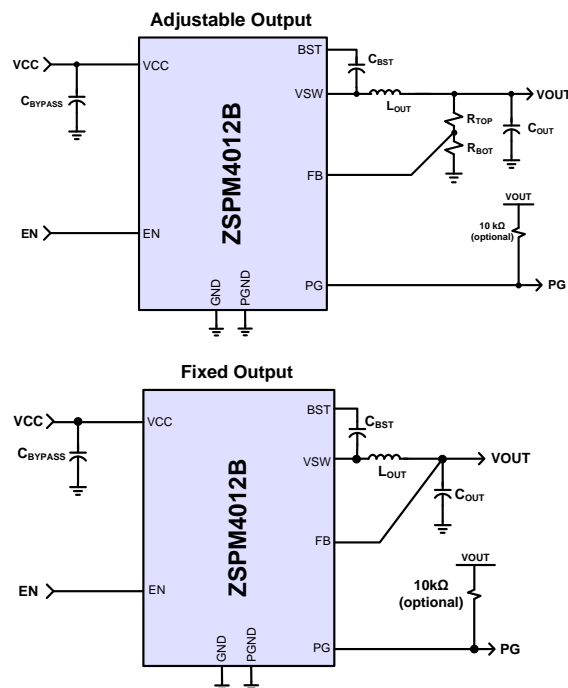 Adjustable Output
BST
CBST
VCC
VCC
VSW
VOUT
LOUT
CBYPASS
RTOP
COUT
RBOT
ZSPM4012B
FB
VOUT
10 kΩ
(optional)
EN
EN
GND
PGND
PG
PG
Fixed Output
BST
CBST
VCC
VCC
VSW
VOUT
LOUT
CBYPASS
COUT
ZSPM4012B
FB
VOUT
10kΩ
(optional)
EN
EN
GND
PGND
PG
PG